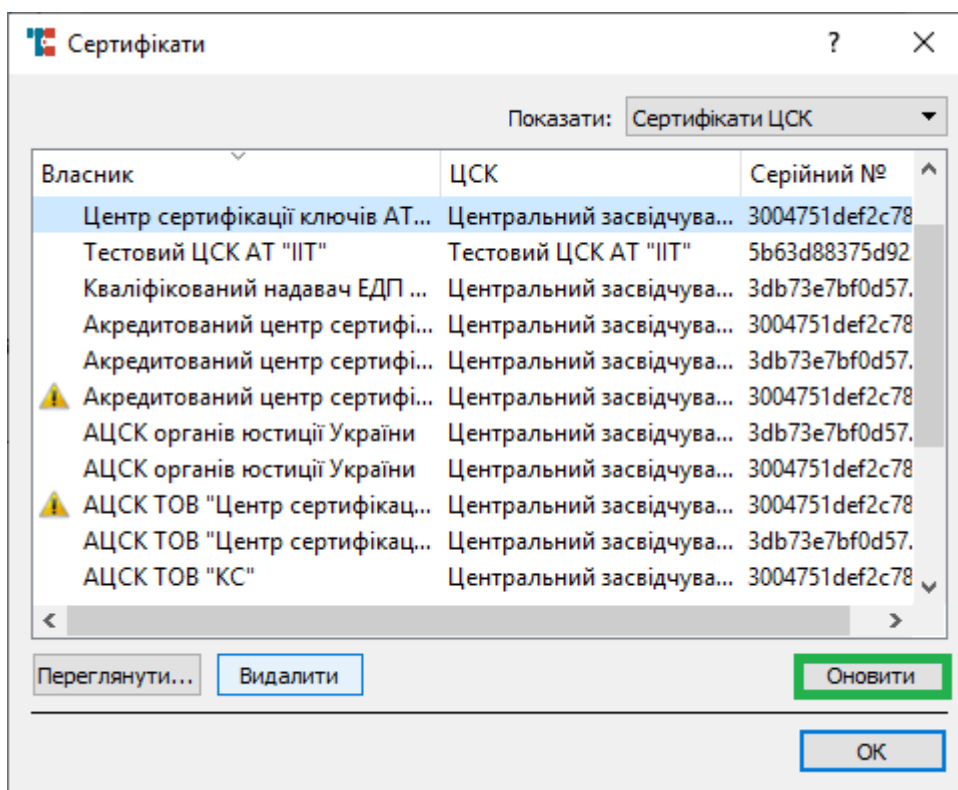 Сертифікати
?
Показати: Сертифікати ЦСК
Власник ЦСК Серійний №
Центр сертифікації ключів АТ... Центральний засвідчува... 3004751def2c78
Тестовий ЦСК АТ "ІІТ" Тестовий ЦСК АТ "ІІТ" 5b63d88375d92
Кваліфікований надавач ЕДП ... Центральний засвідчува... 3db73e7bf0d57.
Акредитований центр сертифі... Центральний засвідчува... 3004751def2c78
Акредитований центр сертифі... Центральний засвідчува... 3db73e7bf0d57.
Акредитований центр сертифі... Центральний засвідчува... 3004751def2c78
АЦСК органів юстиції України Центральний засвідчува... 3db73e7bf0d57.
АЦСК органів юстиції України Центральний засвідчува... 3004751def2c78
АЦСК ТОВ "Центр сертифікац... Центральний засвідчува... 3004751def2c78
АЦСК ТОВ "Центр сертифікац... Центральний засвідчува... 3db73e7bf0d57.
АЦСК ТОВ "КС" Центральний засвідчува... 3004751def2c78
Переглянути... Видалити Оновити
ОК